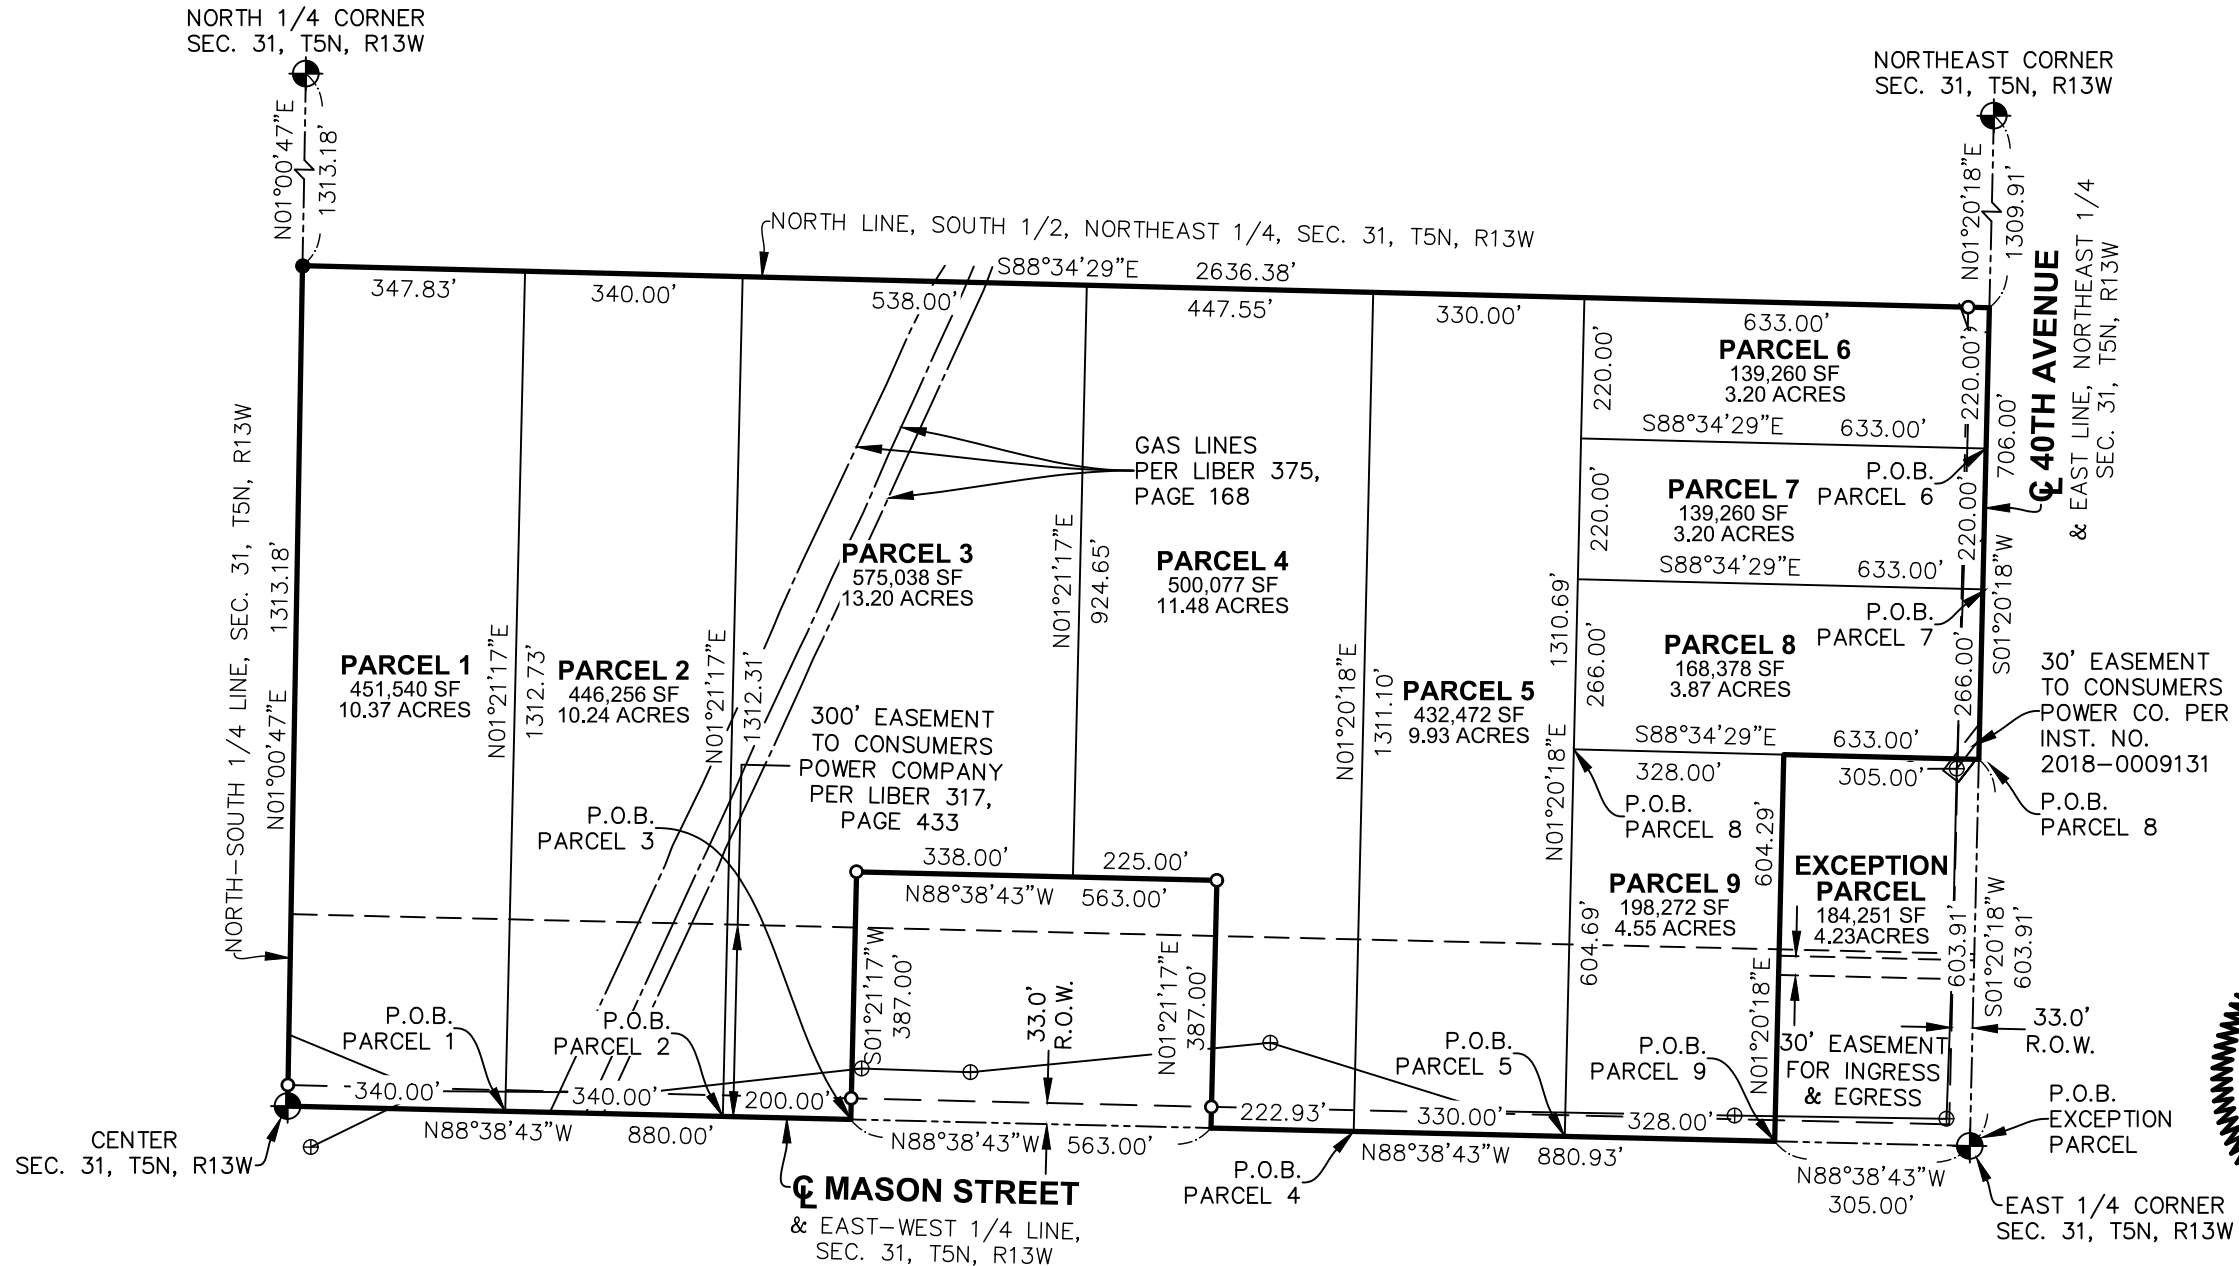 NORTH 1/4 CORNER
SEC. 31, T5N, R13W
NORTHEAST CORNER
SEC. 31, T5N, R13W
N01°00'47"E
1313.18'
N01°20'18"E
1309.91'
NORTH LINE, SOUTH 1/2, NORTHEAST 1/4, SEC. 31, T5N, R13W
S88°34'29"E 2636.38'
347.83'
340.00'
538.00'
447.55'
330.00'
633.00'
PARCEL 6
139,260 SF
3.20 ACRES
220.00'
220.00'
S88°34'29"E 633.00'
P.O.B.
PARCEL 6
706.00'
℄ 40TH AVENUE
& EAST LINE, NORTHEAST 1/4
SEC. 31, T5N, R13W
GAS LINES
PER LIBER 375,
PAGE 168
PARCEL 7
139,260 SF
3.20 ACRES
220.00'
220.00'
S88°34'29"E 633.00'
P.O.B.
PARCEL 7
S01°20'18"W
NORTH-SOUTH 1/4 LINE, SEC. 31, T5N, R13W
N01°00'47"E 1313.18'
PARCEL 1
451,540 SF
10.37 ACRES
N01°21'17"E
1312.73'
PARCEL 2
446,256 SF
10.24 ACRES
N01°21'17"E
1312.31'
PARCEL 3
575,038 SF
13.20 ACRES
N01°21'17"E
924.65'
PARCEL 4
500,077 SF
11.48 ACRES
N01°20'18"E
1311.10'
PARCEL 5
432,472 SF
9.93 ACRES
N01°20'18"E 1310.69'
PARCEL 8
168,378 SF
3.87 ACRES
266.00'
266.00'
S88°34'29"E 633.00'
328.00'
305.00'
30' EASEMENT
TO CONSUMERS
POWER CO. PER
INST. NO.
2018-0009131
P.O.B.
PARCEL 8
P.O.B.
PARCEL 8
300' EASEMENT
TO CONSUMERS
POWER COMPANY
PER LIBER 317,
PAGE 433
P.O.B.
PARCEL 3
338.00'
225.00'
N88°38'43"W 563.00'
S01°21'17"W
387.00'
N01°21'17"E
387.00'
33.0'
R.O.W.
PARCEL 9
198,272 SF
4.55 ACRES
604.69'
604.29'
N01°20'18"E
EXCEPTION
PARCEL
184,251 SF
4.23ACRES
603.91'
S01°20'18"W
603.91'
30' EASEMENT
FOR INGRESS
& EGRESS
33.0'
R.O.W.
P.O.B.
PARCEL 1
P.O.B.
PARCEL 2
P.O.B.
PARCEL 5
P.O.B.
PARCEL 9
P.O.B.
EXCEPTION
PARCEL
340.00'
340.00'
200.00'
222.93'
330.00'
328.00'
N88°38'43"W 880.00'
N88°38'43"W 563.00'
N88°38'43"W 880.93'
N88°38'43"W
305.00'
CENTER
SEC. 31, T5N, R13W
P.O.B.
PARCEL 4
℄ MASON STREET
& EAST-WEST 1/4 LINE,
SEC. 31, T5N, R13W
EAST 1/4 CORNER
SEC. 31, T5N, R13W